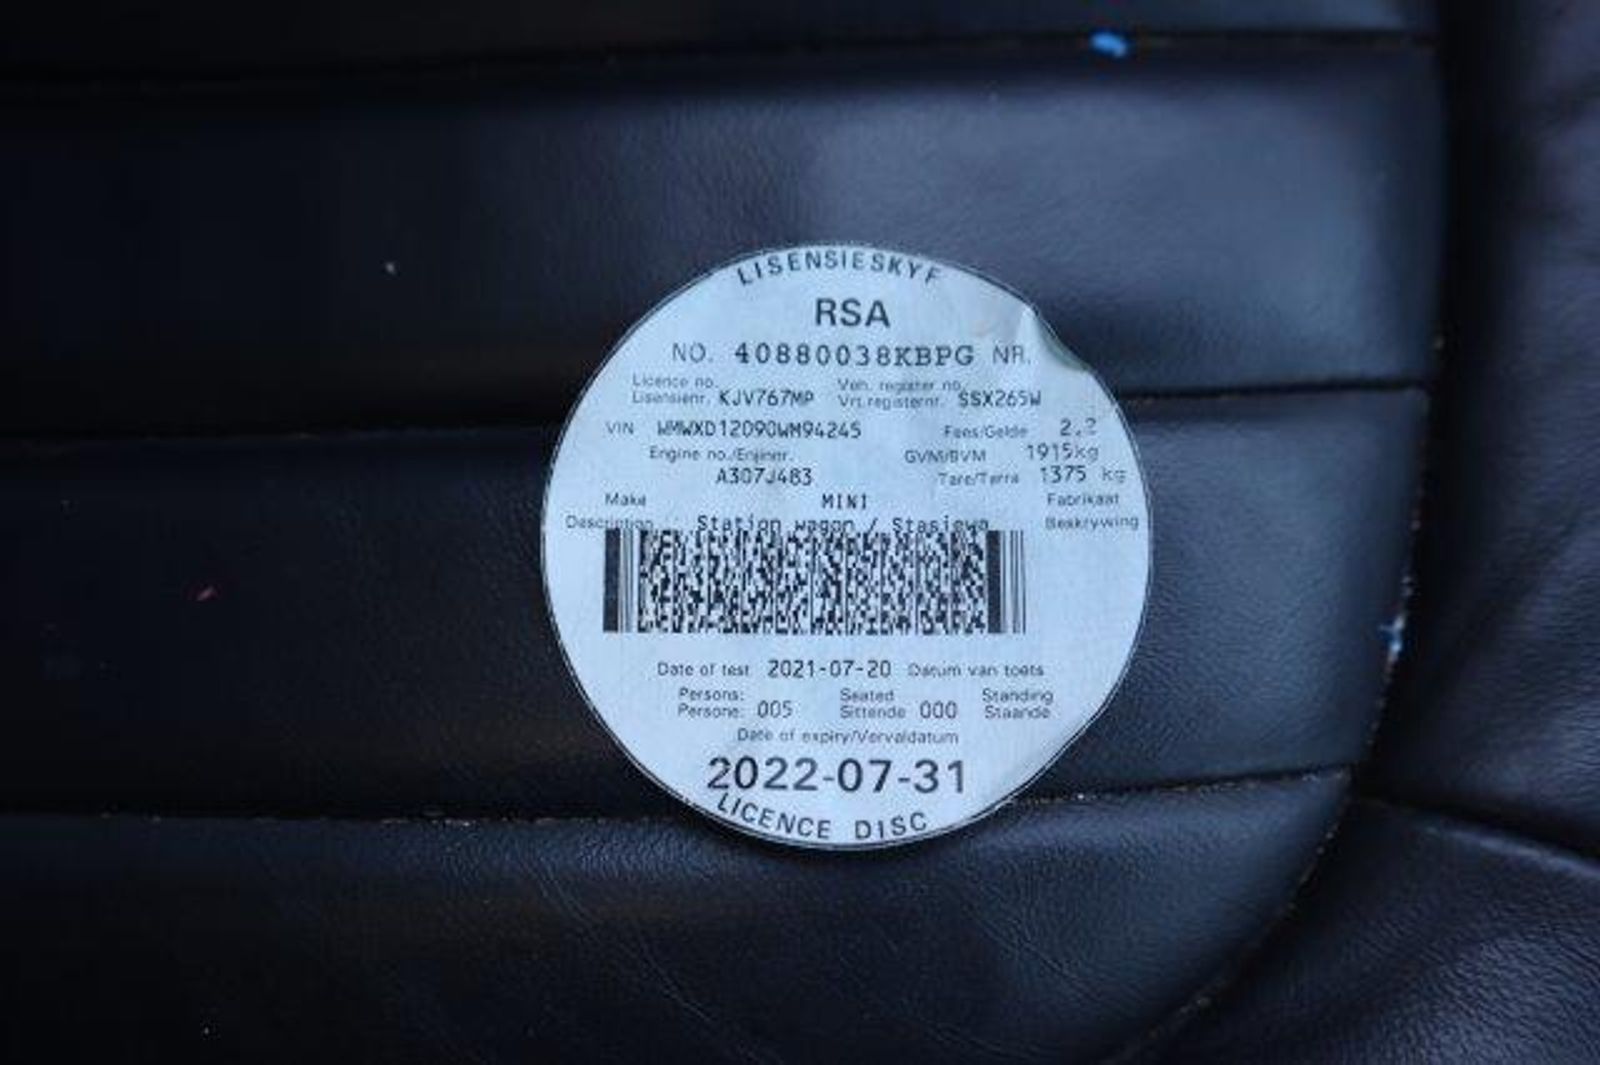 LISENSIESKYF
RSA
NO. 40880038KBPG NR.
Licence no. Veh. register no.
Lisensienr. KJV767MP Vrt.registernr. SSX265W
VIN WMWXD12090WM94245 Fees/Gelde
Engine no./Enjinnr. GVM/BVM 1915kg
A307J483 Tare/Tarra 1375 kg
Make MINI Fabrikaat
Description Station wagon / Stasiewa Beskrywing
Date of test 2021-07-20 Datum van toets
Persons: Seated Standing
Persone: 005 Sittende 000 Staande
Date of expiry/Vervaldatum
2022-07-31
LICENCE DISC